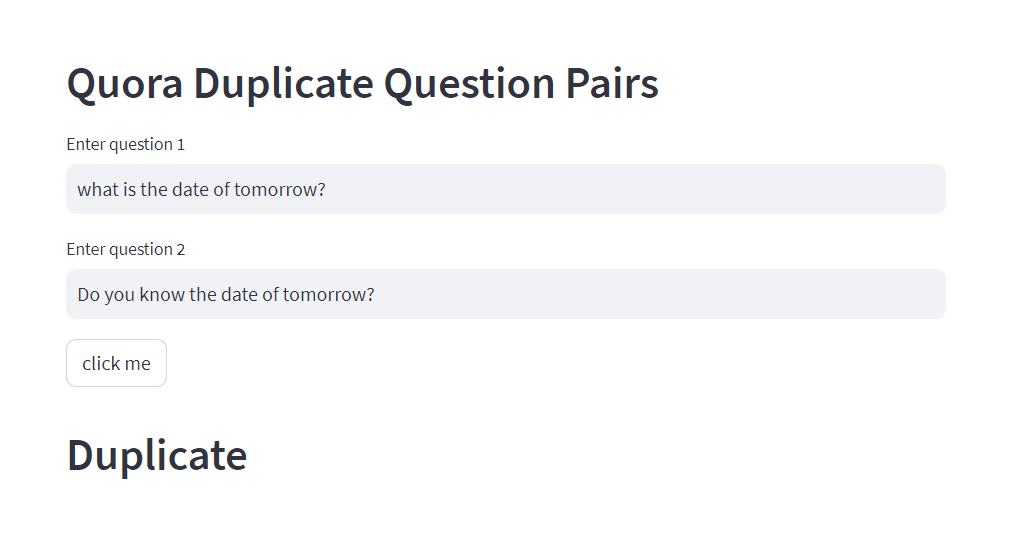 Quora Duplicate Question Pairs
Enter question 1
what is the date of tomorrow?
Enter question 2
Do you know the date of tomorrow?
click me
Duplicate